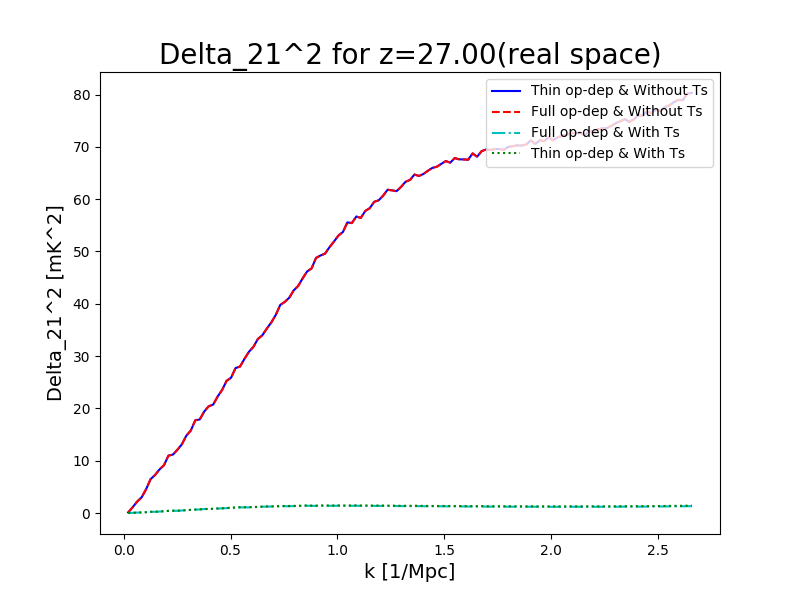 Delta_21^2 for z=27.00(real space)
Thin op-dep & Without Ts
Full op-dep & Without Ts
Full op-dep & With Ts
Thin op-dep & With Ts
Delta_21^2 [mK^2]
80
70
60
50
40
30
20
10
0
0.0 0.5 1.0 1.5 2.0 2.5
k [1/Mpc]